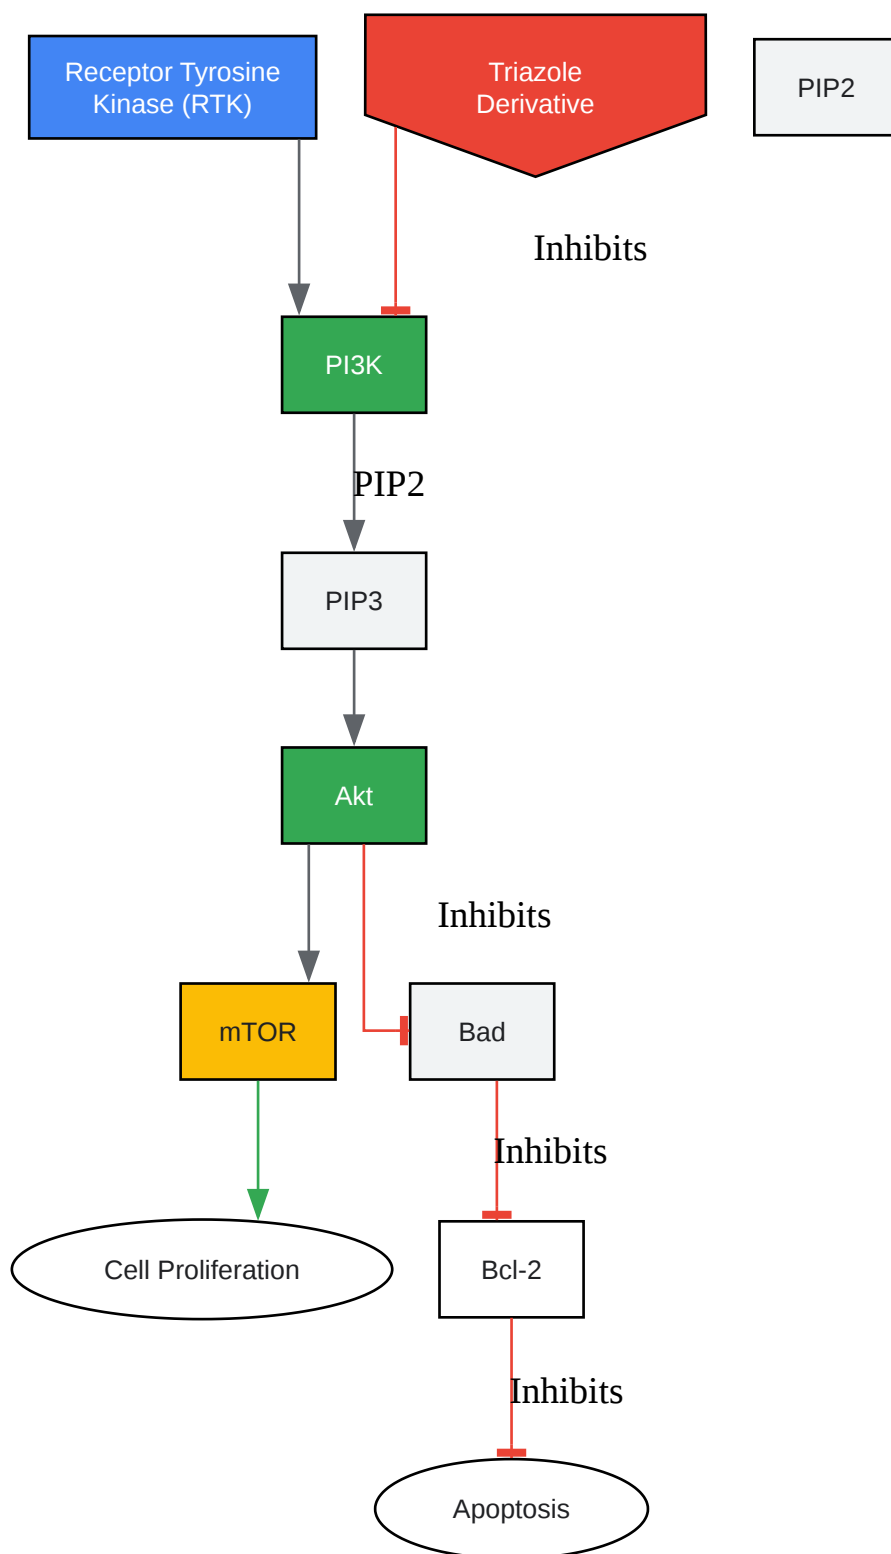 Receptor Tyrosine
Kinase (RTK)
Triazole
Derivative
PIP2
Inhibits
PI3K
PIP2
PIP3
Akt
Inhibits
mTOR
Bad
Inhibits
Cell Proliferation
Bcl-2
Inhibits
Apoptosis